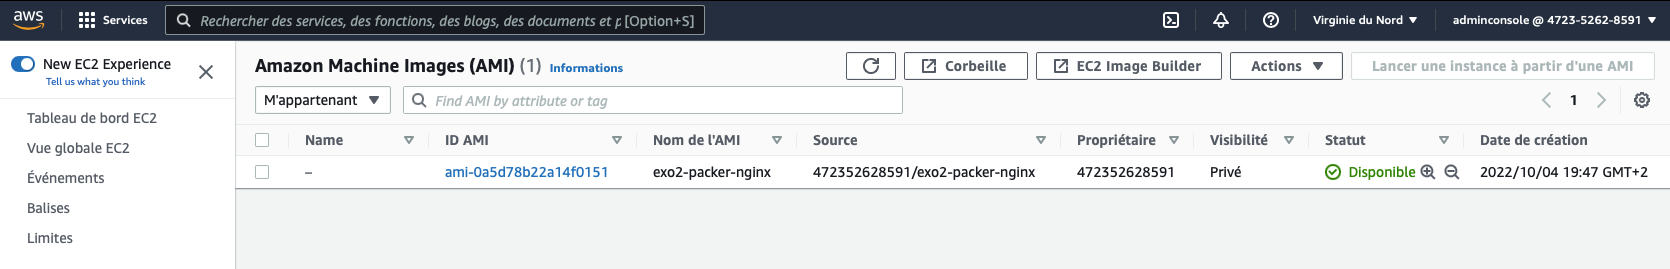 aws Services Rechercher des services, des fonctions, des blogs, des documents et p [Option+S] Virginie du Nord adminconsole @ 4723-5262-8591
New EC2 Experience
Tell us what you think
Tableau de bord EC2
Vue globale EC2
Événements
Balises
Limites
Amazon Machine Images (AMI) (1) Informations Corbeille EC2 Image Builder Actions Lancer une instance à partir d'une AMI
M'appartenant Find AMI by attribute or tag 1
Name ID AMI Nom de l'AMI Source Propriétaire Visibilité Statut Date de création
– ami-0a5d78b22a14f0151 exo2-packer-nginx 472352628591/exo2-packer-nginx 472352628591 Privé Disponible 2022/10/04 19:47 GMT+2